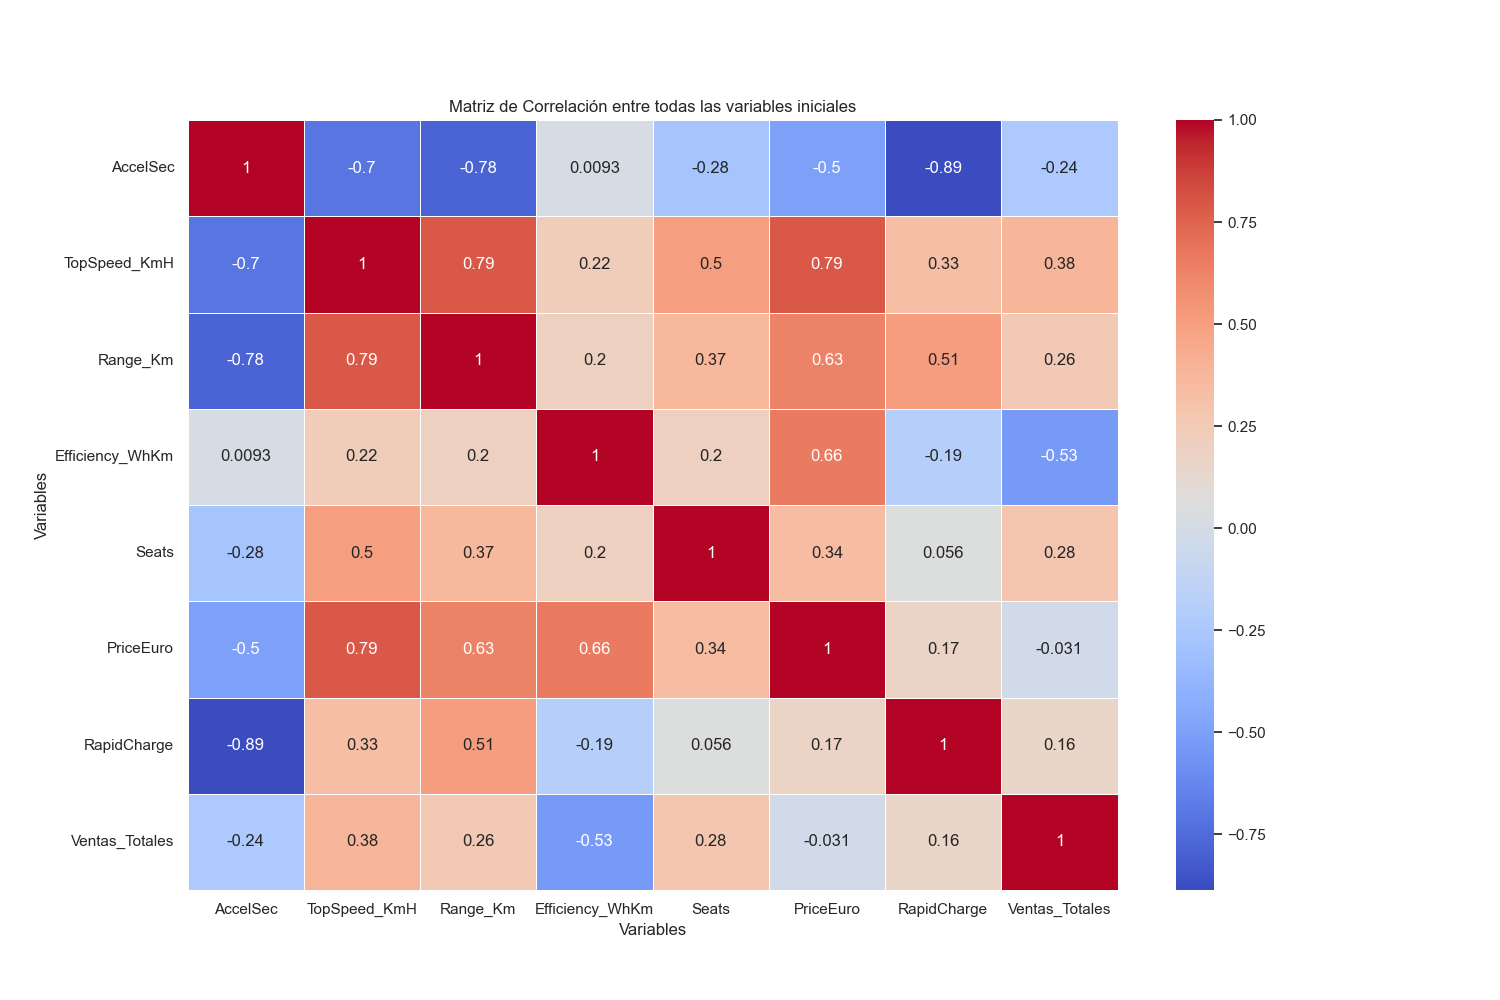 Matriz de Correlación entre todas las variables iniciales
AccelSec 1 -0.7 -0.78 0.0093 -0.28 -0.5 -0.89 -0.24
TopSpeed_KmH -0.7 1 0.79 0.22 0.5 0.79 0.33 0.38
Range_Km -0.78 0.79 1 0.2 0.37 0.63 0.51 0.26
Efficiency_WhKm 0.0093 0.22 0.2 1 0.2 0.66 -0.19 -0.53
Seats -0.28 0.5 0.37 0.2 1 0.34 0.056 0.28
PriceEuro -0.5 0.79 0.63 0.66 0.34 1 0.17 -0.031
RapidCharge -0.89 0.33 0.51 -0.19 0.056 0.17 1 0.16
Ventas_Totales -0.24 0.38 0.26 -0.53 0.28 -0.031 0.16 1
AccelSec TopSpeed_KmH Range_Km Efficiency_WhKm Seats PriceEuro RapidCharge Ventas_Totales
Variables
Variables
1.00
0.75
0.50
0.25
0.00
−0.25
−0.50
−0.75